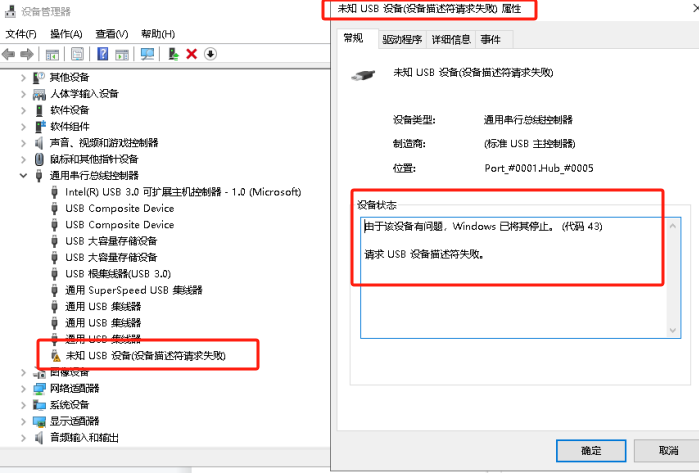 设备管理器
文件(F) 操作(A) 查看(V) 帮助(H)
其他设备
人体学输入设备
软件设备
软件组件
声音、视频和游戏控制器
鼠标和其他指针设备
通用串行总线控制器
Intel(R) USB 3.0 可扩展主机控制器 - 1.0 (Microsoft)
USB Composite Device
USB Composite Device
USB 大容量存储设备
USB 大容量存储设备
USB 根集线器(USB 3.0)
通用 SuperSpeed USB 集线器
通用 USB 集线器
通用 USB 集线器
通用 USB 集线器
未知 USB 设备(设备描述符请求失败)
图像设备
网络适配器
系统设备
显示适配器
音频输入和输出
未知 USB 设备(设备描述符请求失败) 属性
常规 驱动程序 详细信息 事件
未知 USB 设备(设备描述符请求失败)
设备类型: 通用串行总线控制器
制造商: (标准 USB 主控制器)
位置: Port_#0001.Hub_#0005
设备状态
由于该设备有问题，Windows 已将其停止。 (代码 43)
请求 USB 设备描述符失败。
确定 取消